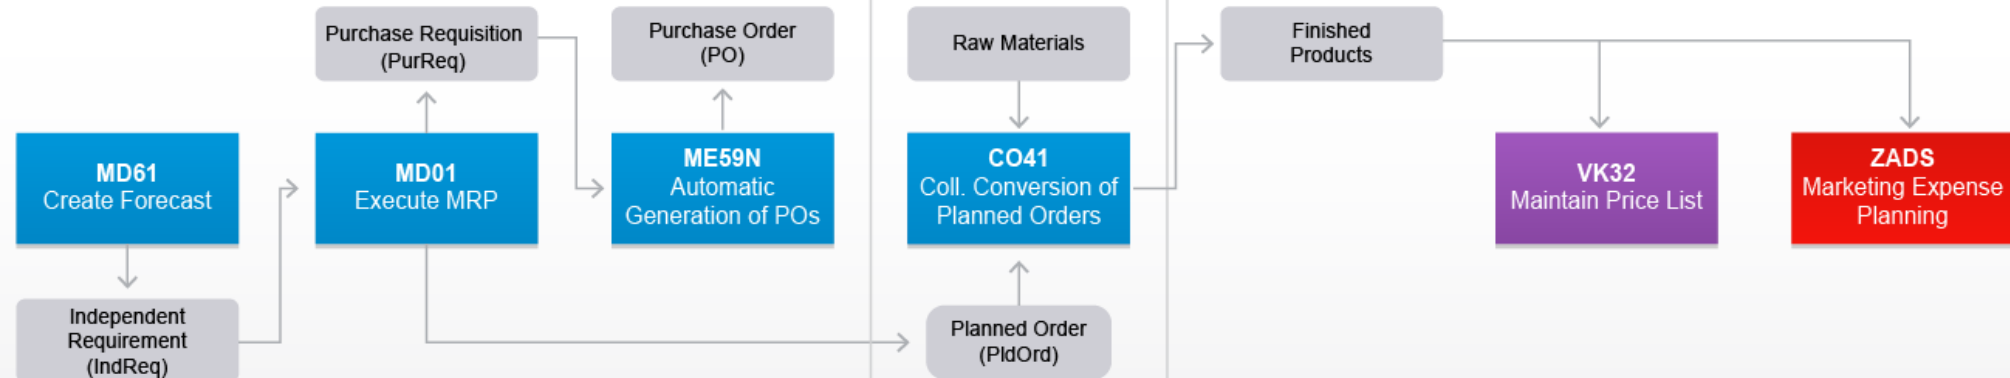 Purchase Requisition
(PurReq)
Purchase Order
(PO)
Raw Materials
Finished
Products
MD61
Create Forecast
MD01
Execute MRP
ME59N
Automatic
Generation of POs
CO41
Coll. Conversion of
Planned Orders
VK32
Maintain Price List
ZADS
Marketing Expense
Planning
Independent
Requirement
(IndReq)
Planned Order
(PldOrd)